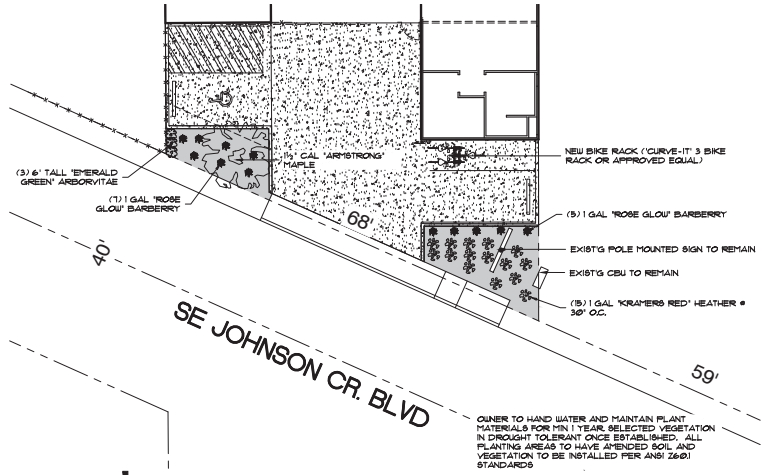 NEW BIKE RACK ('CURVE-IT' 3 BIKE
RACK OR APPROVED EQUAL)
1½" CAL "ARMSTRONG"
MAPLE
(3) 6' TALL "EMERALD
GREEN" ARBORVITAE
(7) 1 GAL "ROSE
GLOW" BARBERRY
(5) 1 GAL "ROSE GLOW" BARBERRY
EXIST'G POLE MOUNTED SIGN TO REMAIN
EXIST'G CBU TO REMAIN
(15) 1 GAL "KRAMERS RED" HEATHER @
30" O.C.
68'
40'
SE JOHNSON CR. BLVD
59'
OWNER TO HAND WATER AND MAINTAIN PLANT
MATERIALS FOR MIN 1 YEAR. SELECTED VEGETATION
IN DROUGHT TOLERANT ONCE ESTABLISHED. ALL
PLANTING AREAS TO HAVE AMENDED SOIL AND
VEGETATION TO BE INSTALLED PER ANSI Z60.1
STANDARDS